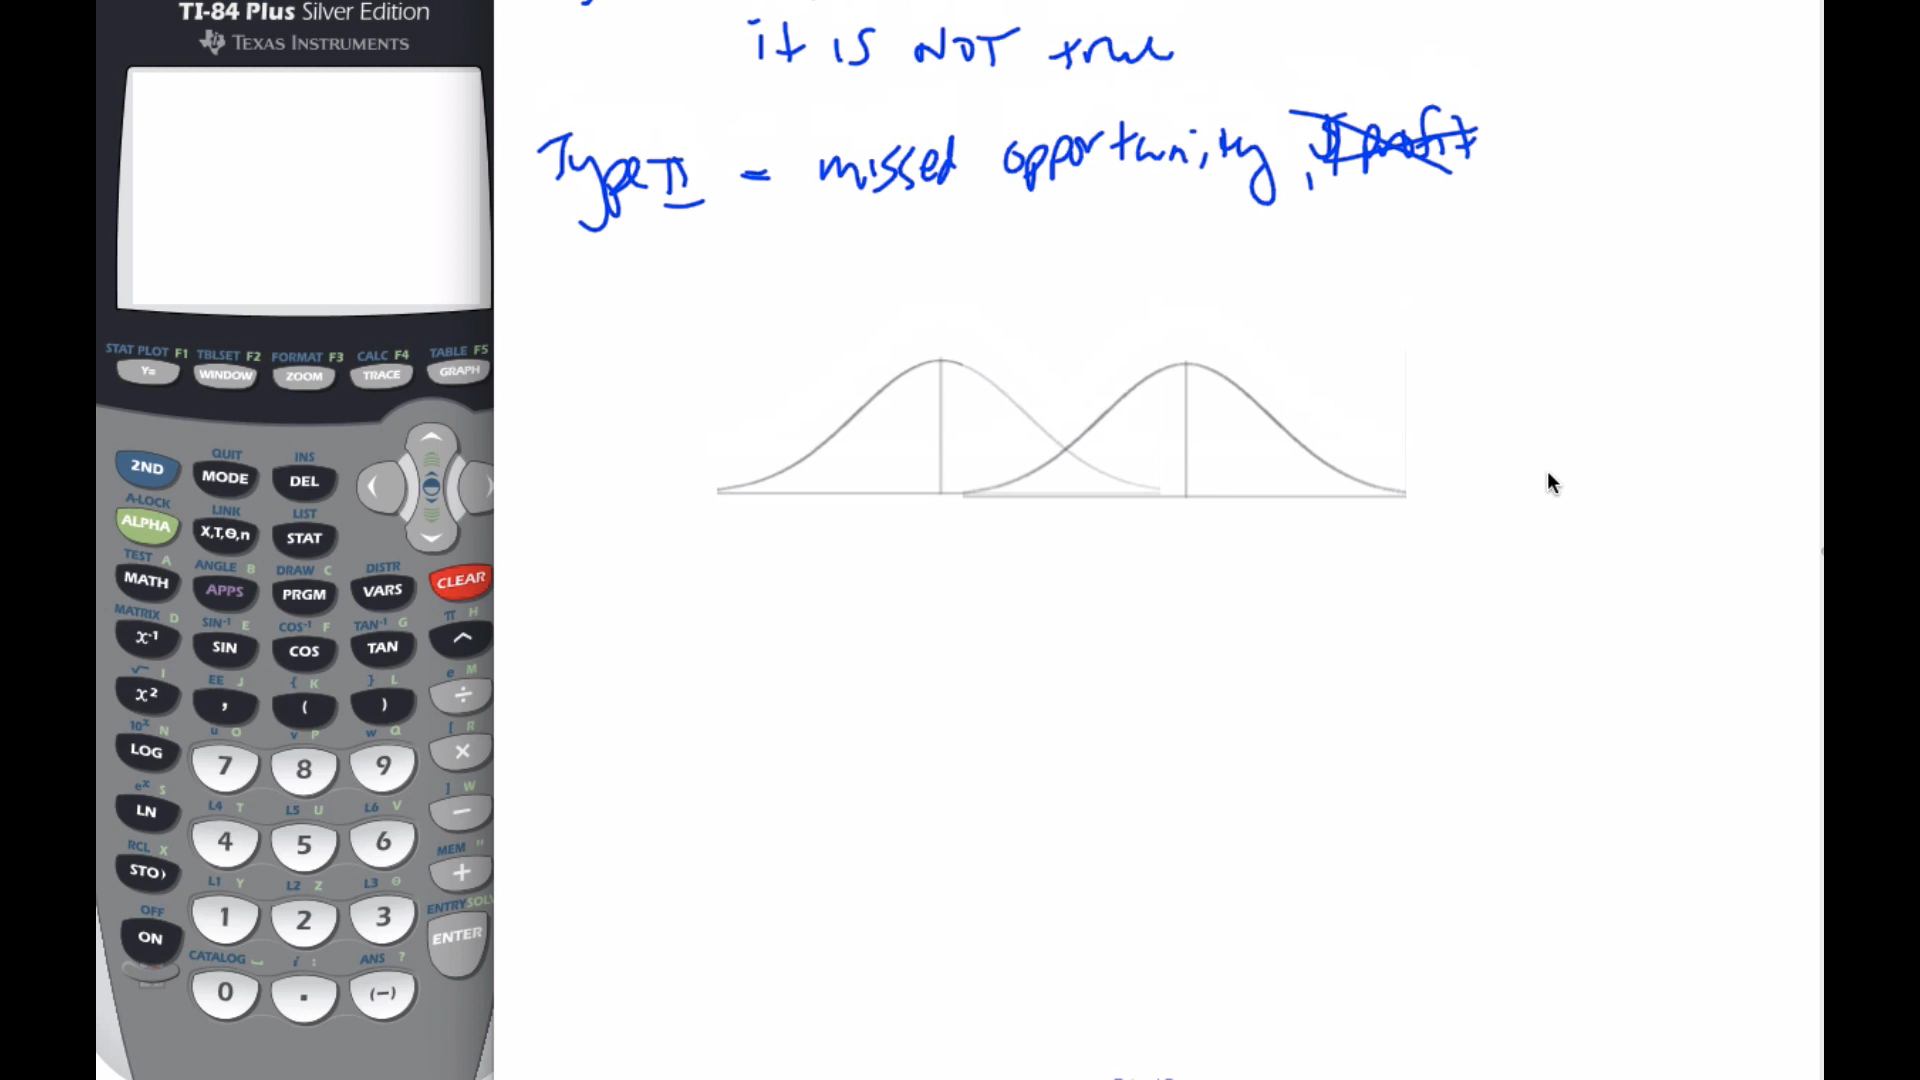 TI-84 Plus Silver Edition
TEXAS INSTRUMENTS
it is NOT true
Type II = missed opportunity,
STAT PLOT F1 TBLSET F2 FORMAT F3 CALC F4 TABLE F5
Y= WINDOW ZOOM TRACE GRAPH
QUIT INS
2ND MODE DEL
A-LOCK LINK LIST
ALPHA X,T,Θ,n STAT
TEST A ANGLE B DRAW C DISTR
MATH APPS PRGM VARS CLEAR
MATRIX D SIN⁻¹ E COS⁻¹ F TAN⁻¹ G π H
x⁻¹ SIN COS TAN ^
√ I EE J { K } L e M
x² , ( ) ÷
10ˣ N u O v P w Q [ R
LOG 7 8 9 ×
eˣ S L4 T L5 U L6 V ] W
LN 4 5 6 −
RCL X L1 Y L2 Z L3 Θ MEM "
STO› 1 2 3 +
OFF CATALOG i : ANS ? ENTRY SOLV
ON 0 . (−) ENTER